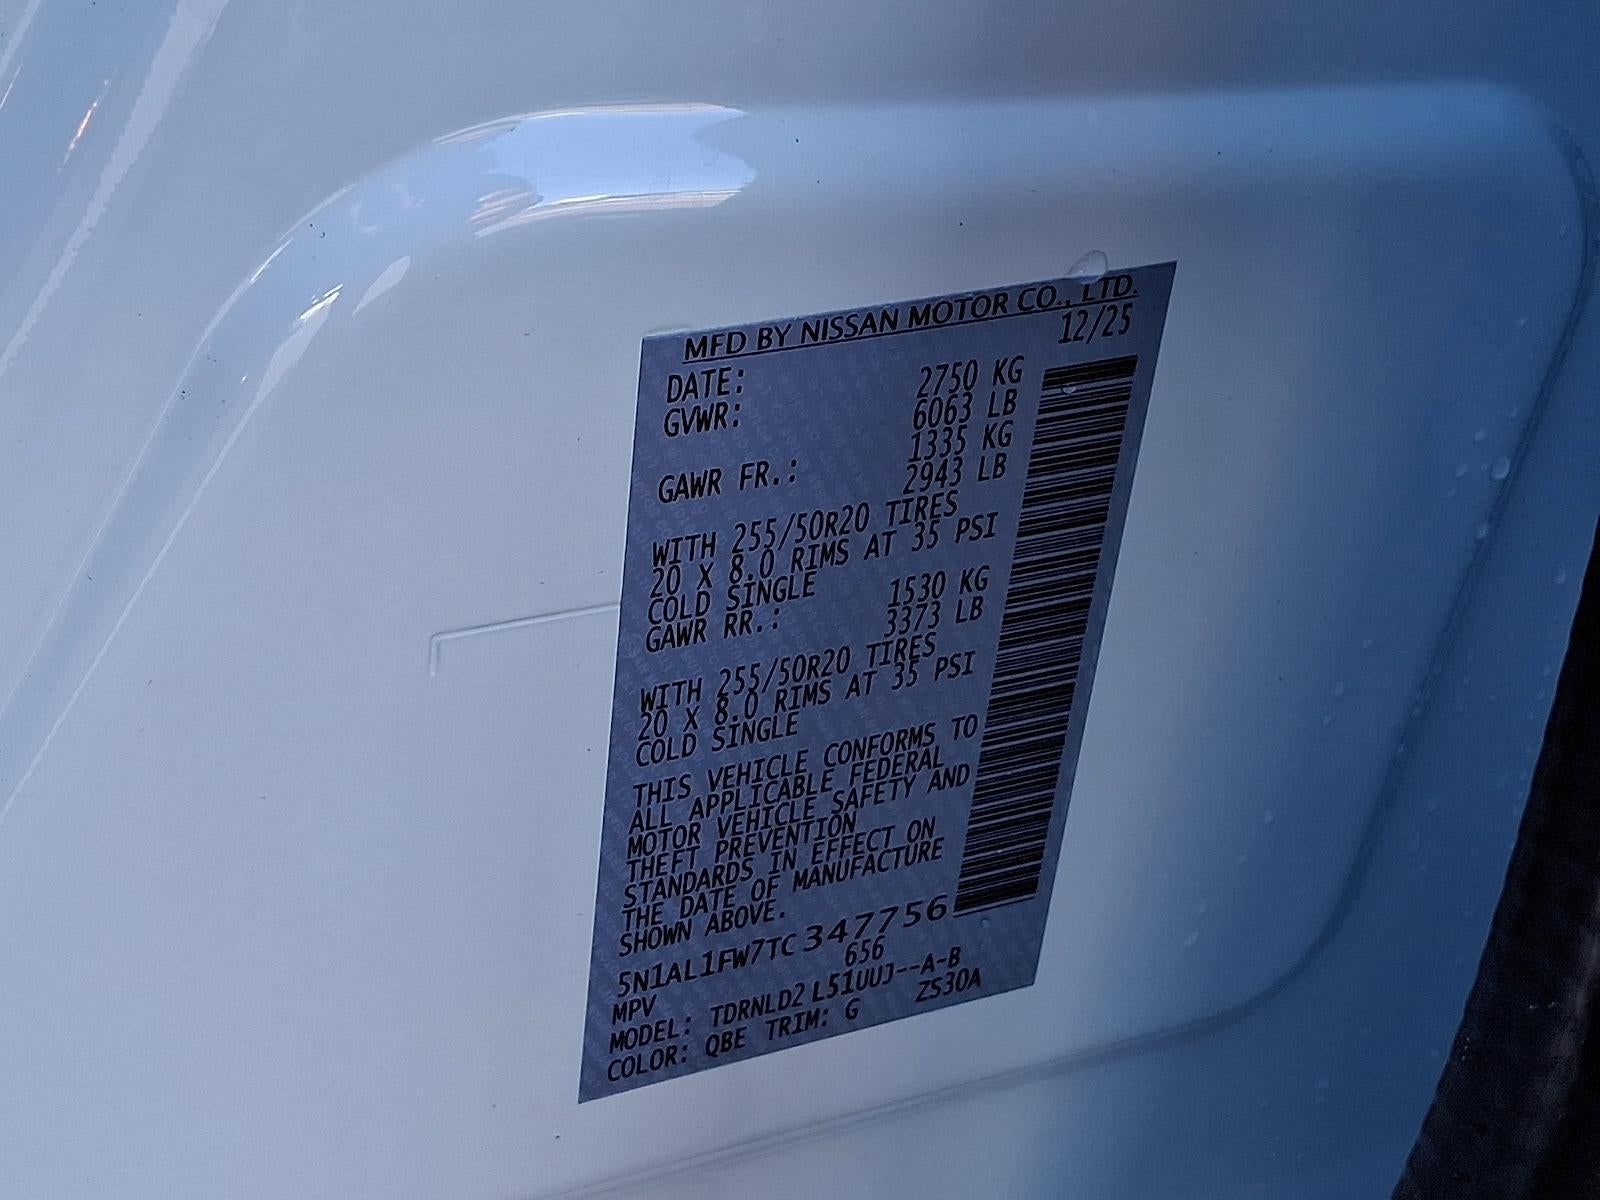 MFD BY NISSAN MOTOR CO., LTD.
DATE: 12/25
GVWR: 2750 KG
6063 LB
GAWR FR.: 1335 KG
2943 LB
WITH 255/50R20 TIRES
20 X 8.0 RIMS AT 35 PSI
COLD SINGLE
GAWR RR.: 1530 KG
3373 LB
WITH 255/50R20 TIRES
20 X 8.0 RIMS AT 35 PSI
COLD SINGLE
THIS VEHICLE CONFORMS TO
ALL APPLICABLE FEDERAL
MOTOR VEHICLE SAFETY AND
THEFT PREVENTION
STANDARDS IN EFFECT ON
THE DATE OF MANUFACTURE
SHOWN ABOVE.
5N1AL1FW7TC347756
MPV 656
MODEL: TDRNLD2 L51UUJ--A-B
COLOR: QBE TRIM: G ZS30A